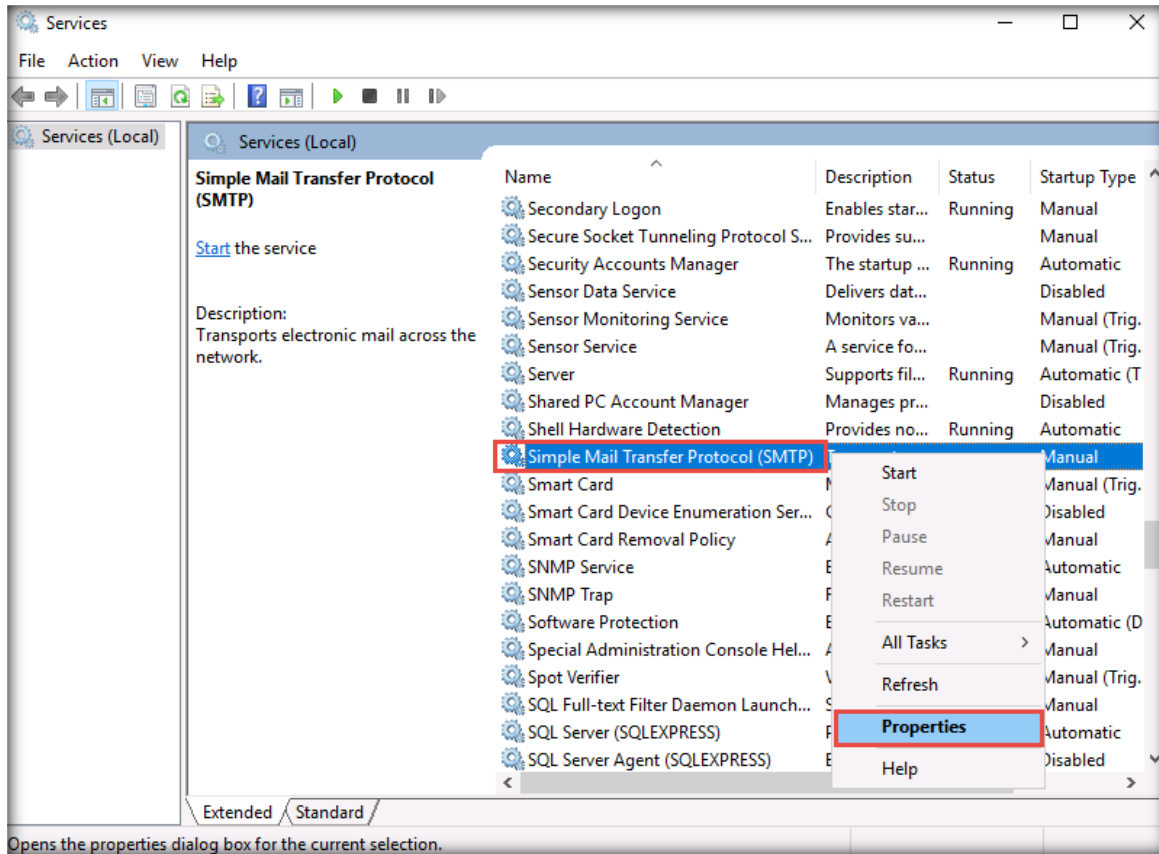 Services
File Action View Help
Services (Local)
Services (Local)
Simple Mail Transfer Protocol
(SMTP)
Start the service
Description:
Transports electronic mail across the
network.
Name Description Status Startup Type
Secondary Logon Enables star... Running Manual
Secure Socket Tunneling Protocol S... Provides su... Manual
Security Accounts Manager The startup ... Running Automatic
Sensor Data Service Delivers dat... Disabled
Sensor Monitoring Service Monitors va... Manual (Trig.
Sensor Service A service fo... Manual (Trig.
Server Supports fil... Running Automatic (T
Shared PC Account Manager Manages pr... Disabled
Shell Hardware Detection Provides no... Running Automatic
Simple Mail Transfer Protocol (SMTP) Manual
Smart Card Manual (Trig.
Smart Card Device Enumeration Ser... Disabled
Smart Card Removal Policy Manual
SNMP Service Automatic
SNMP Trap Manual
Software Protection Automatic (D
Special Administration Console Hel... Manual
Spot Verifier Manual (Trig.
SQL Full-text Filter Daemon Launch... Manual
SQL Server (SQLEXPRESS) Automatic
SQL Server Agent (SQLEXPRESS) Disabled
Start
Stop
Pause
Resume
Restart
All Tasks
Refresh
Properties
Help
Extended Standard
Opens the properties dialog box for the current selection.